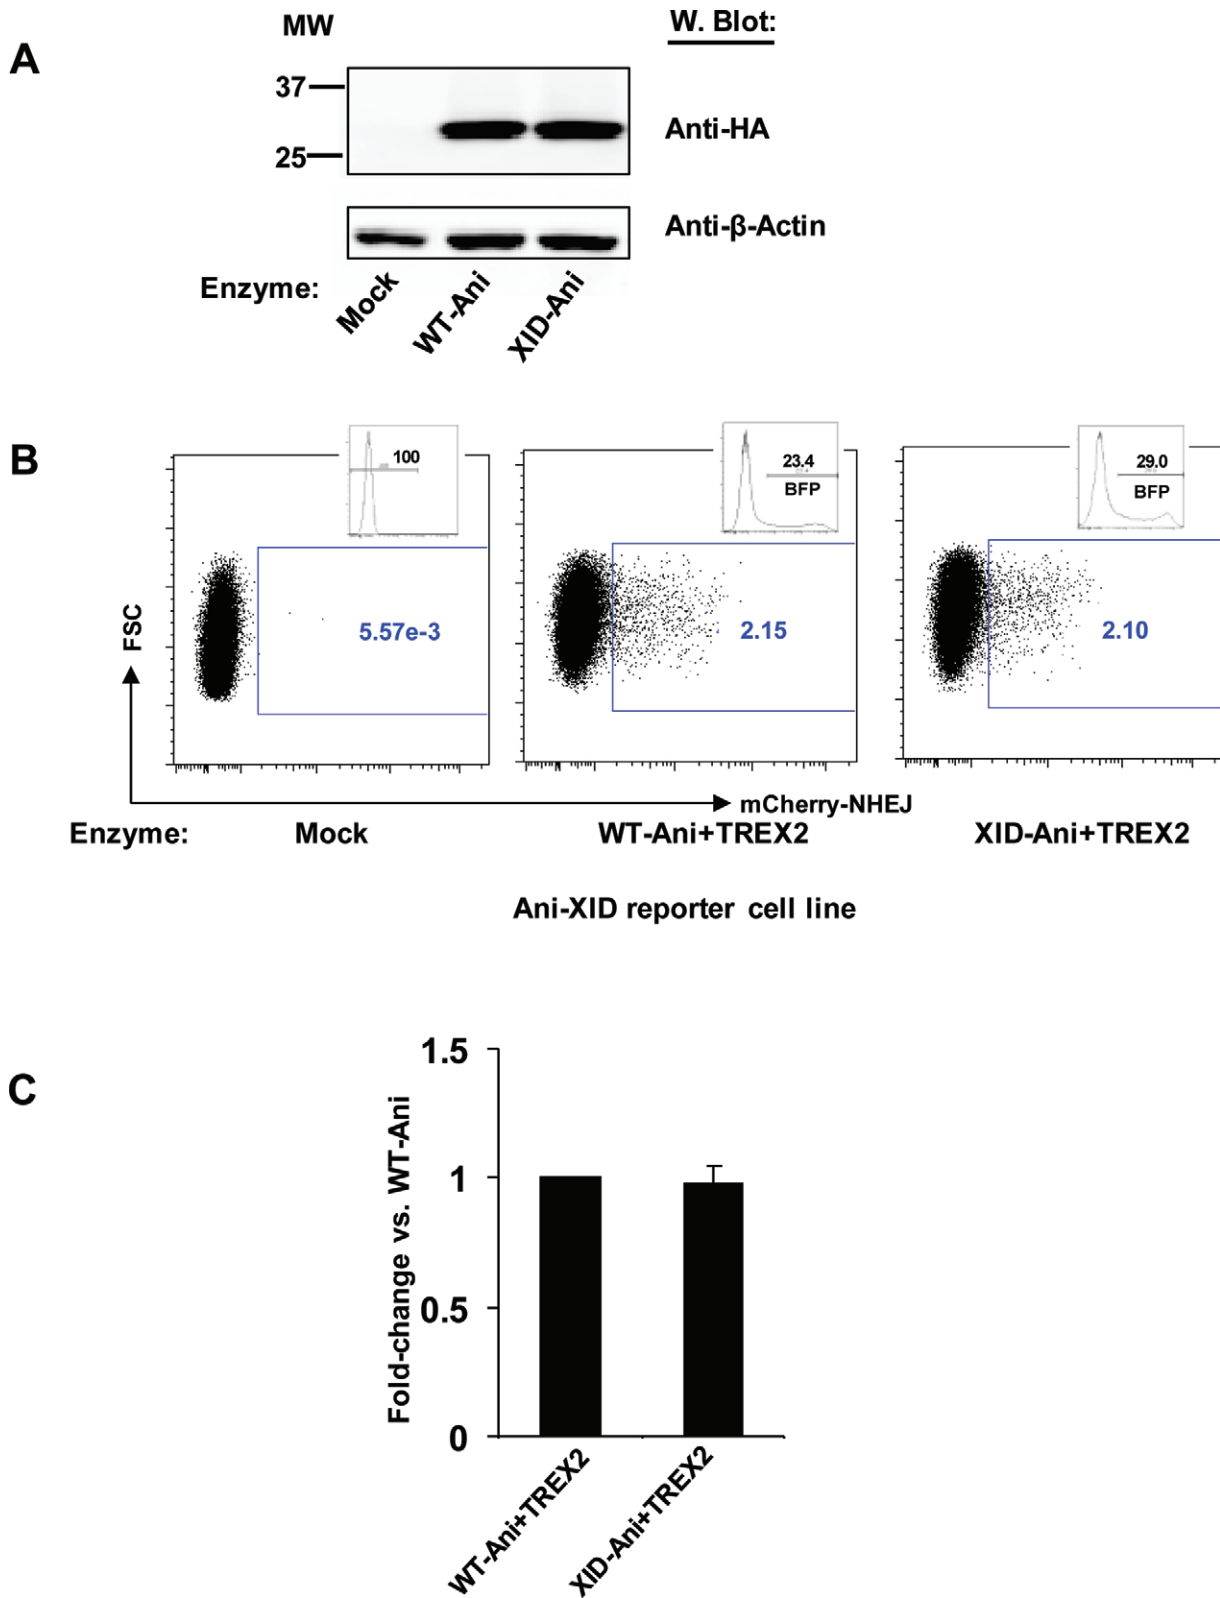 A
MW
W. Blot:
37
25
Anti-HA
Anti-β-Actin
Enzyme:
Mock
WT-Ani
XID-Ani
B
100
23.4
BFP
29.0
BFP
FSC
5.57e-3
2.15
2.10
mCherry-NHEJ
Enzyme:
Mock
WT-Ani+TREX2
XID-Ani+TREX2
Ani-XID reporter cell line
C
Fold-change vs. WT-Ani
1.5
1
0.5
0
WT-Ani+TREX2
XID-Ani+TREX2